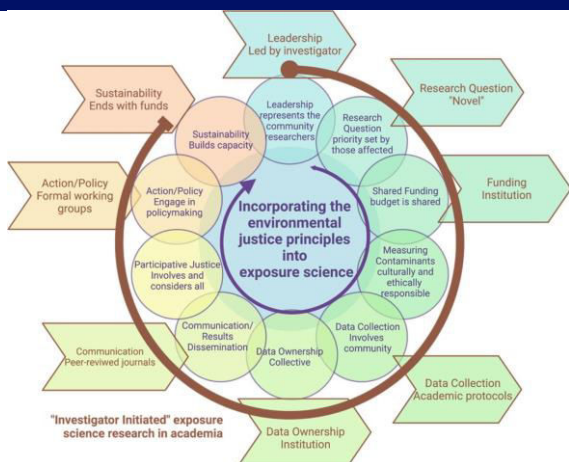 Leadership
Led by investigator
Research Question
"Novel"
Funding
Institution
Data Collection
Academic protocols
Data Ownership
Institution
Communication
Peer-reviwed journals
Action/Policy
Formal working
groups
Sustainability
Ends with funds
Leadership
represents the
community
researchers
Research
Question
priority set by
those affected
Shared Funding
budget is shared
Measuring
Contaminants
culturally and
ethically
responsible
Data Collection
Involves
community
Data Ownership
Collective
Communication/
Results
Dissemination
Participative Justice
Involves and
considers all
Action/Policy
Engage in
policymaking
Sustainability
Builds capacity
Incorporating the
environmental
justice principles
into
exposure science
"Investigator Initiated" exposure
science research in academia